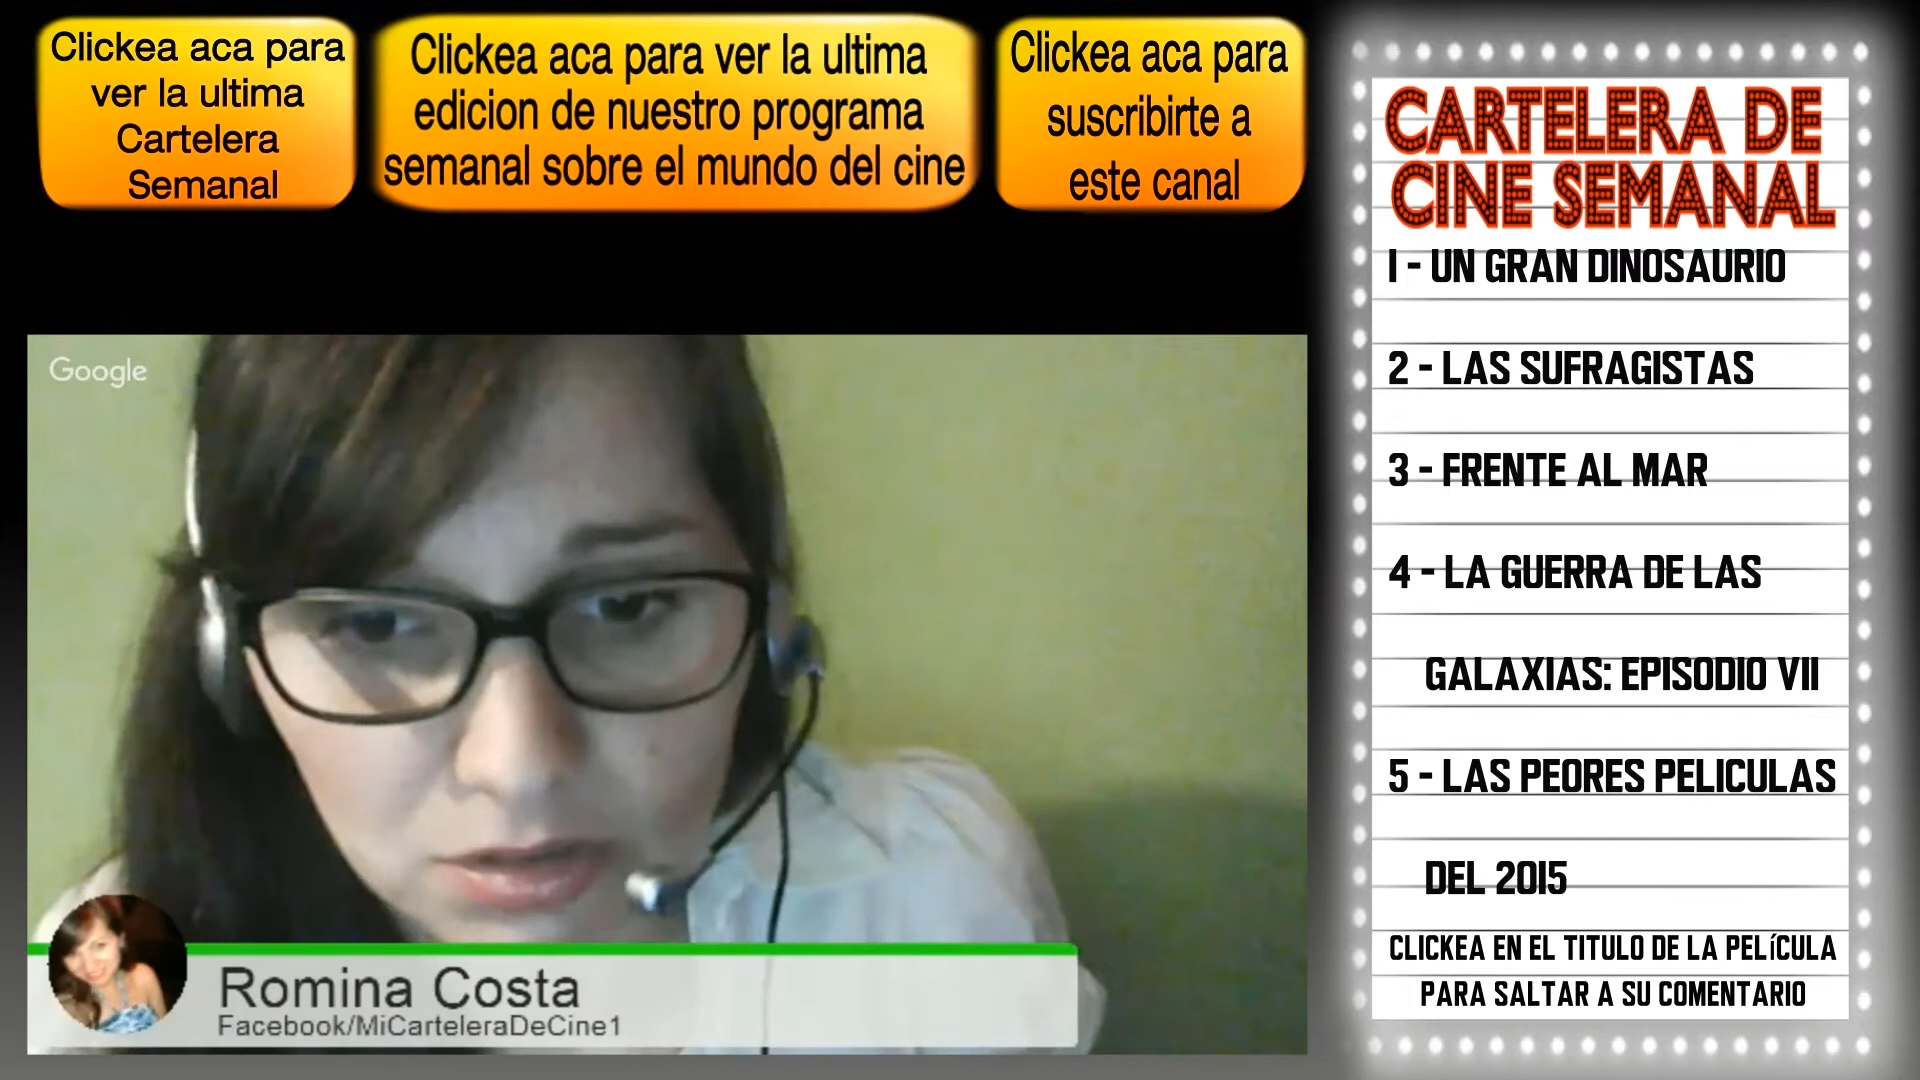 Clickea aca para
ver la ultima
Cartelera
Semanal
Clickea aca para ver la ultima
edicion de nuestro programa
semanal sobre el mundo del cine
Clickea aca para
suscribirte a
este canal
Google
Romina Costa
Facebook/MiCarteleraDeCine1
CARTELERA DE
CINE SEMANAL
1 - UN GRAN DINOSAURIO
2 - LAS SUFRAGISTAS
3 - FRENTE AL MAR
4 - LA GUERRA DE LAS
GALAXIAS: EPISODIO VII
5 - LAS PEORES PELICULAS
DEL 2015
CLICKEA EN EL TITULO DE LA PELíCULA
PARA SALTAR A SU COMENTARIO